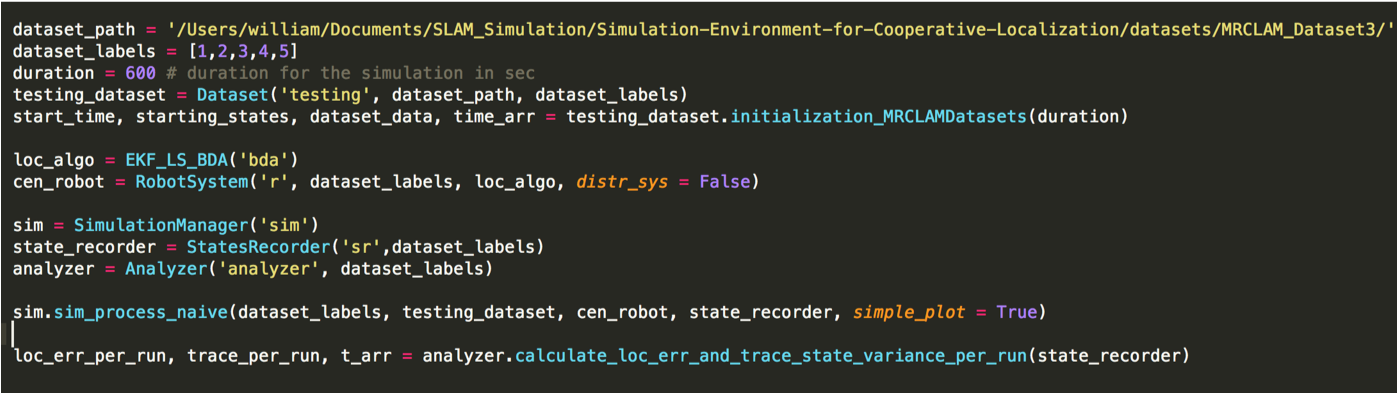 dataset_path = '/Users/william/Documents/SLAM_Simulation/Simulation-Environment-for-Cooperative-Localization/datasets/MRCLAM_Dataset3/'
dataset_labels = [1,2,3,4,5]
duration = 600 # duration for the simulation in sec
testing_dataset = Dataset('testing', dataset_path, dataset_labels)
start_time, starting_states, dataset_data, time_arr = testing_dataset.initialization_MRCLAMDatasets(duration)
loc_algo = EKF_LS_BDA('bda')
cen_robot = RobotSystem('r', dataset_labels, loc_algo, distr_sys = False)
sim = SimulationManager('sim')
state_recorder = StatesRecorder('sr',dataset_labels)
analyzer = Analyzer('analyzer', dataset_labels)
sim.sim_process_naive(dataset_labels, testing_dataset, cen_robot, state_recorder, simple_plot = True)
loc_err_per_run, trace_per_run, t_arr = analyzer.calculate_loc_err_and_trace_state_variance_per_run(state_recorder)